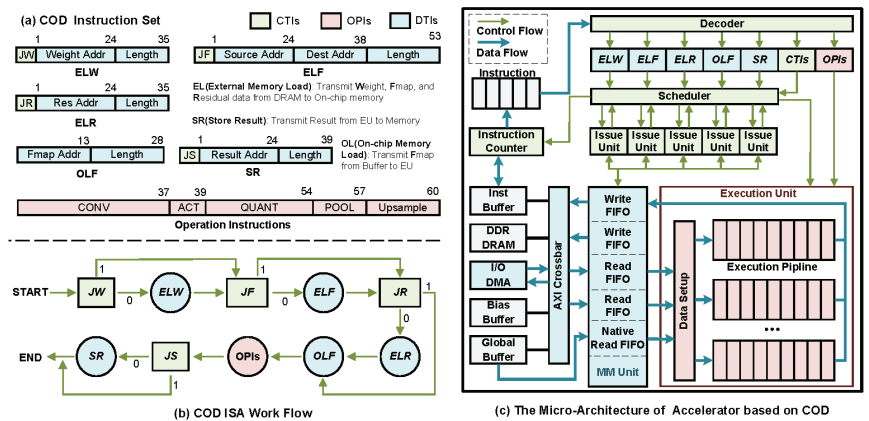 (a) COD Instruction Set
CTIs OPIs DTIs
1 24 35
JW Weight Addr Length
ELW
1 24 38 53
JF Source Addr Dest Addr Length
ELF
1 24 35
JR Res Addr Length
ELR
EL(External Memory Load): Transmit Weight, Fmap, and
Residual data from DRAM to On-chip memory
SR(Store Result): Transmit Result from EU to Memory
13 28
Fmap Addr Length
OLF
1 24 39
JS Result Addr Length
SR
OL(On-chip Memory
Load): Transmit Fmap
from Buffer to EU
37 39 54 57 60
CONV ACT QUANT POOL Upsample
Operation Instructions
START JW 0 1 ELW JF 0 1 ELF JR 1
0
END SR 0 JS 1 OPIs OLF ELR
(b) COD ISA Work Flow
Control Flow
Data Flow
Decoder
ELW ELF ELR OLF SR CTIs OPIs
Instruction
Scheduler
Instruction
Counter
Issue
Unit
Issue
Unit
Issue
Unit
Issue
Unit
Issue
Unit
Inst
Buffer
DDR
DRAM
I/O
DMA
Bias
Buffer
Global
Buffer
AXI Crossbar
Write
FIFO
Write
FIFO
Read
FIFO
Read
FIFO
Native
Read FIFO
MM Unit
Execution Unit
Data Setup
Execution Pipline
...
(c) The Micro-Architecture of Accelerator based on COD